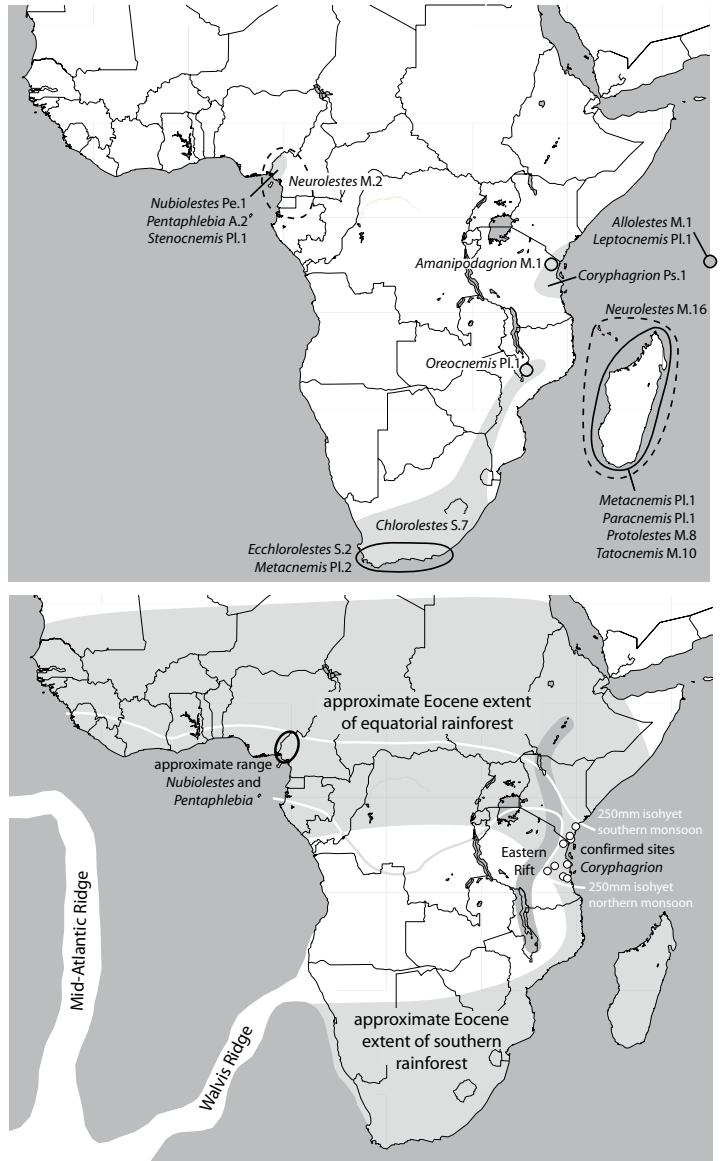 Neurolestes M.2
Nubiolestes Pe.1
Pentaphlebia A.2°
Stenocnemis Pl.1
Allolestes M.1
Leptocnemis Pl.1
Amanipodagrion M.1
Coryphagrion Ps.1
Neurolestes M.16
Oreocnemis Pl.1
Metacnemis Pl.1
Paracnemis Pl.1
Protolestes M.8
Tatocnemis M.10
Chlorolestes S.7
Ecchlorolestes S.2
Metacnemis Pl.2
approximate Eocene extent
of equatorial rainforest
approximate range
Nubiolestes and
Pentaphlebia °
250mm isohyet
southern monsoon
confirmed sites
Coryphagrion
Eastern
Rift
250mm isohyet
northern monsoon
Mid-Atlantic Ridge
Walvis Ridge
approximate Eocene
extent of southern
rainforest